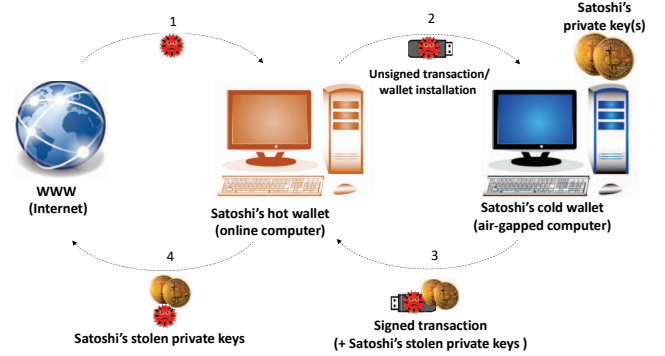 1
2
Satoshi's
private key(s)
Unsigned transaction/
wallet installation
WWW
(Internet)
Satoshi's hot wallet
(online computer)
Satoshi's cold wallet
(air-gapped computer)
4
3
Satoshi's stolen private keys
Signed transaction
(+ Satoshi's stolen private keys )